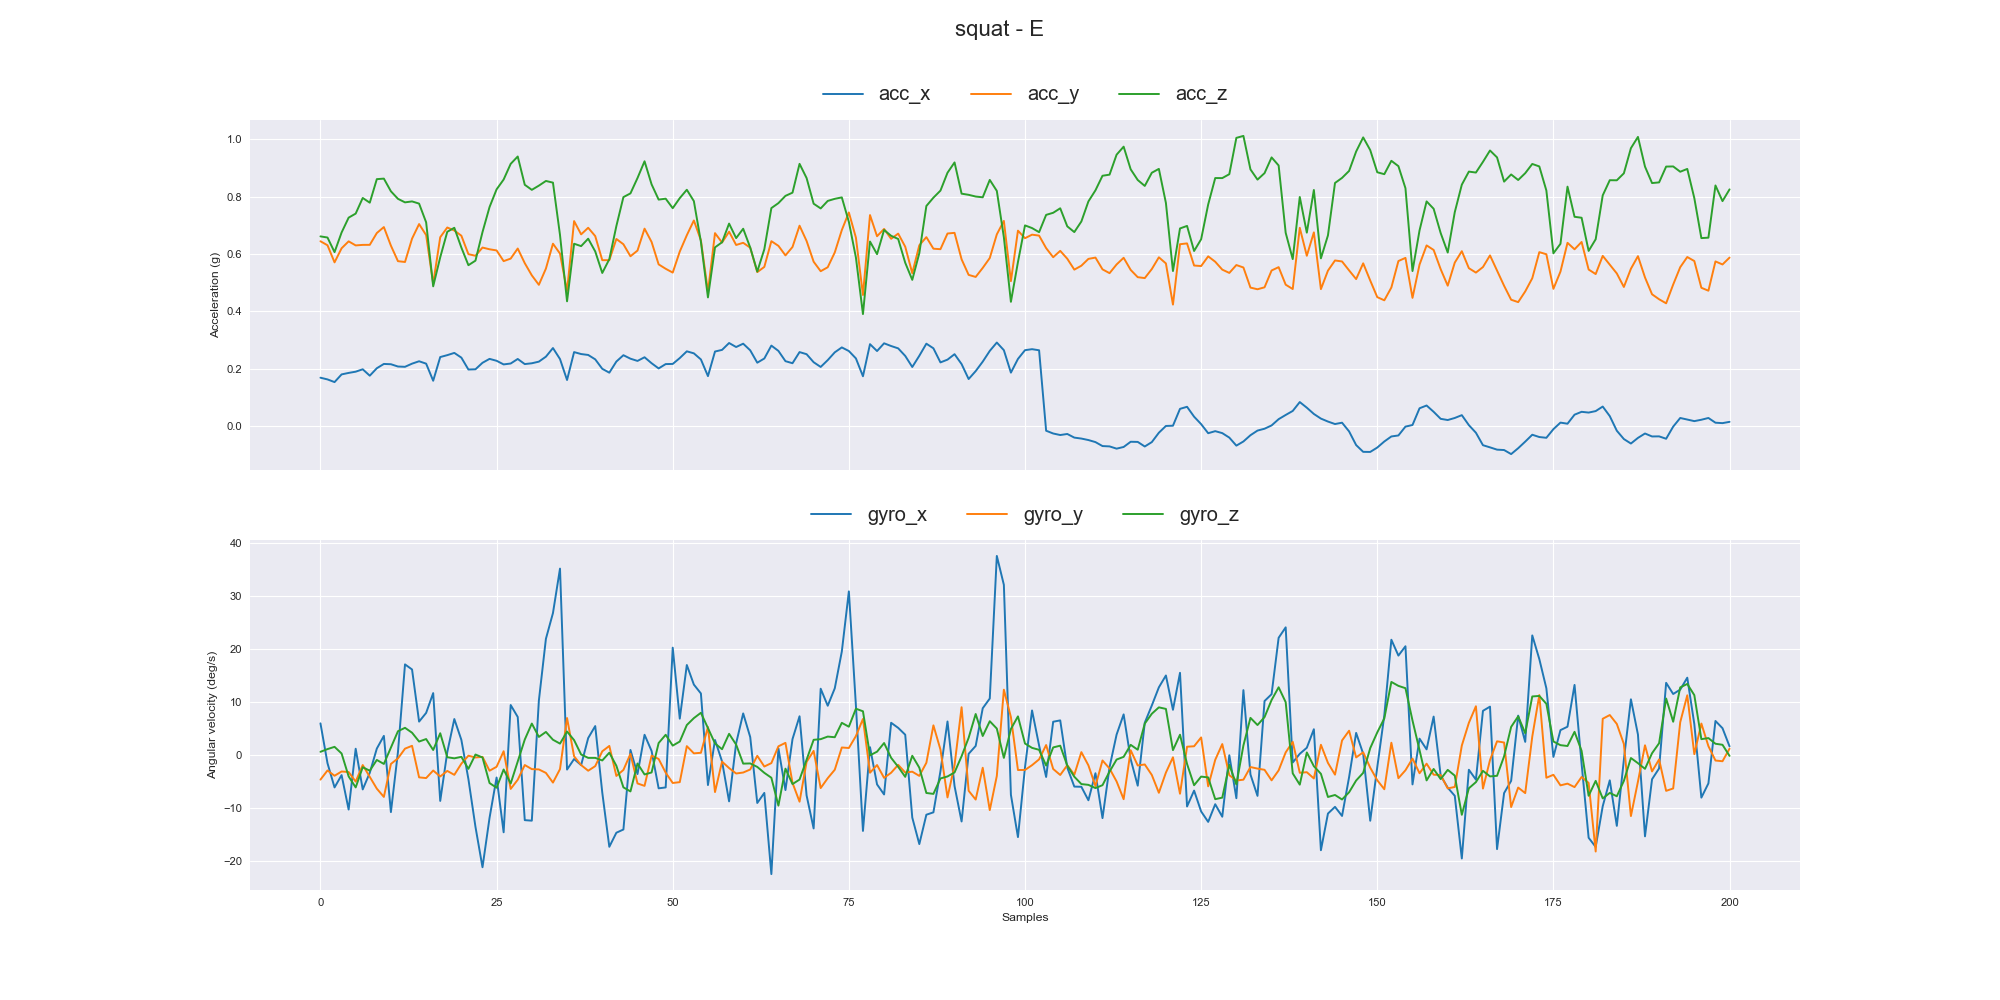 squat - E
acc_x acc_y acc_z
1.0
0.8
0.6
0.4
0.2
0.0
Acceleration (g)
gyro_x gyro_y gyro_z
40
30
20
10
0
−10
−20
Angular velocity (deg/s)
0 25 50 75 100 125 150 175 200
Samples